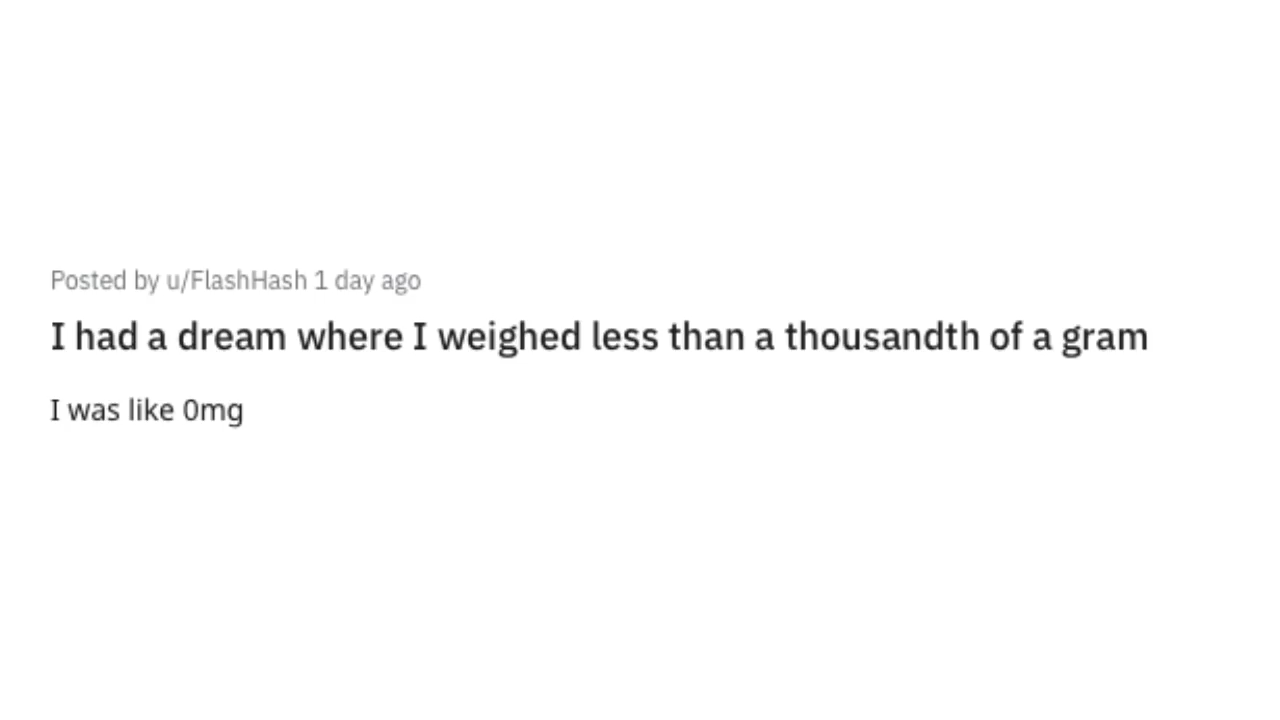 Posted by u/FlashHash 1 day ago
I had a dream where I weighed less than a thousandth of a gram
I was like 0mg